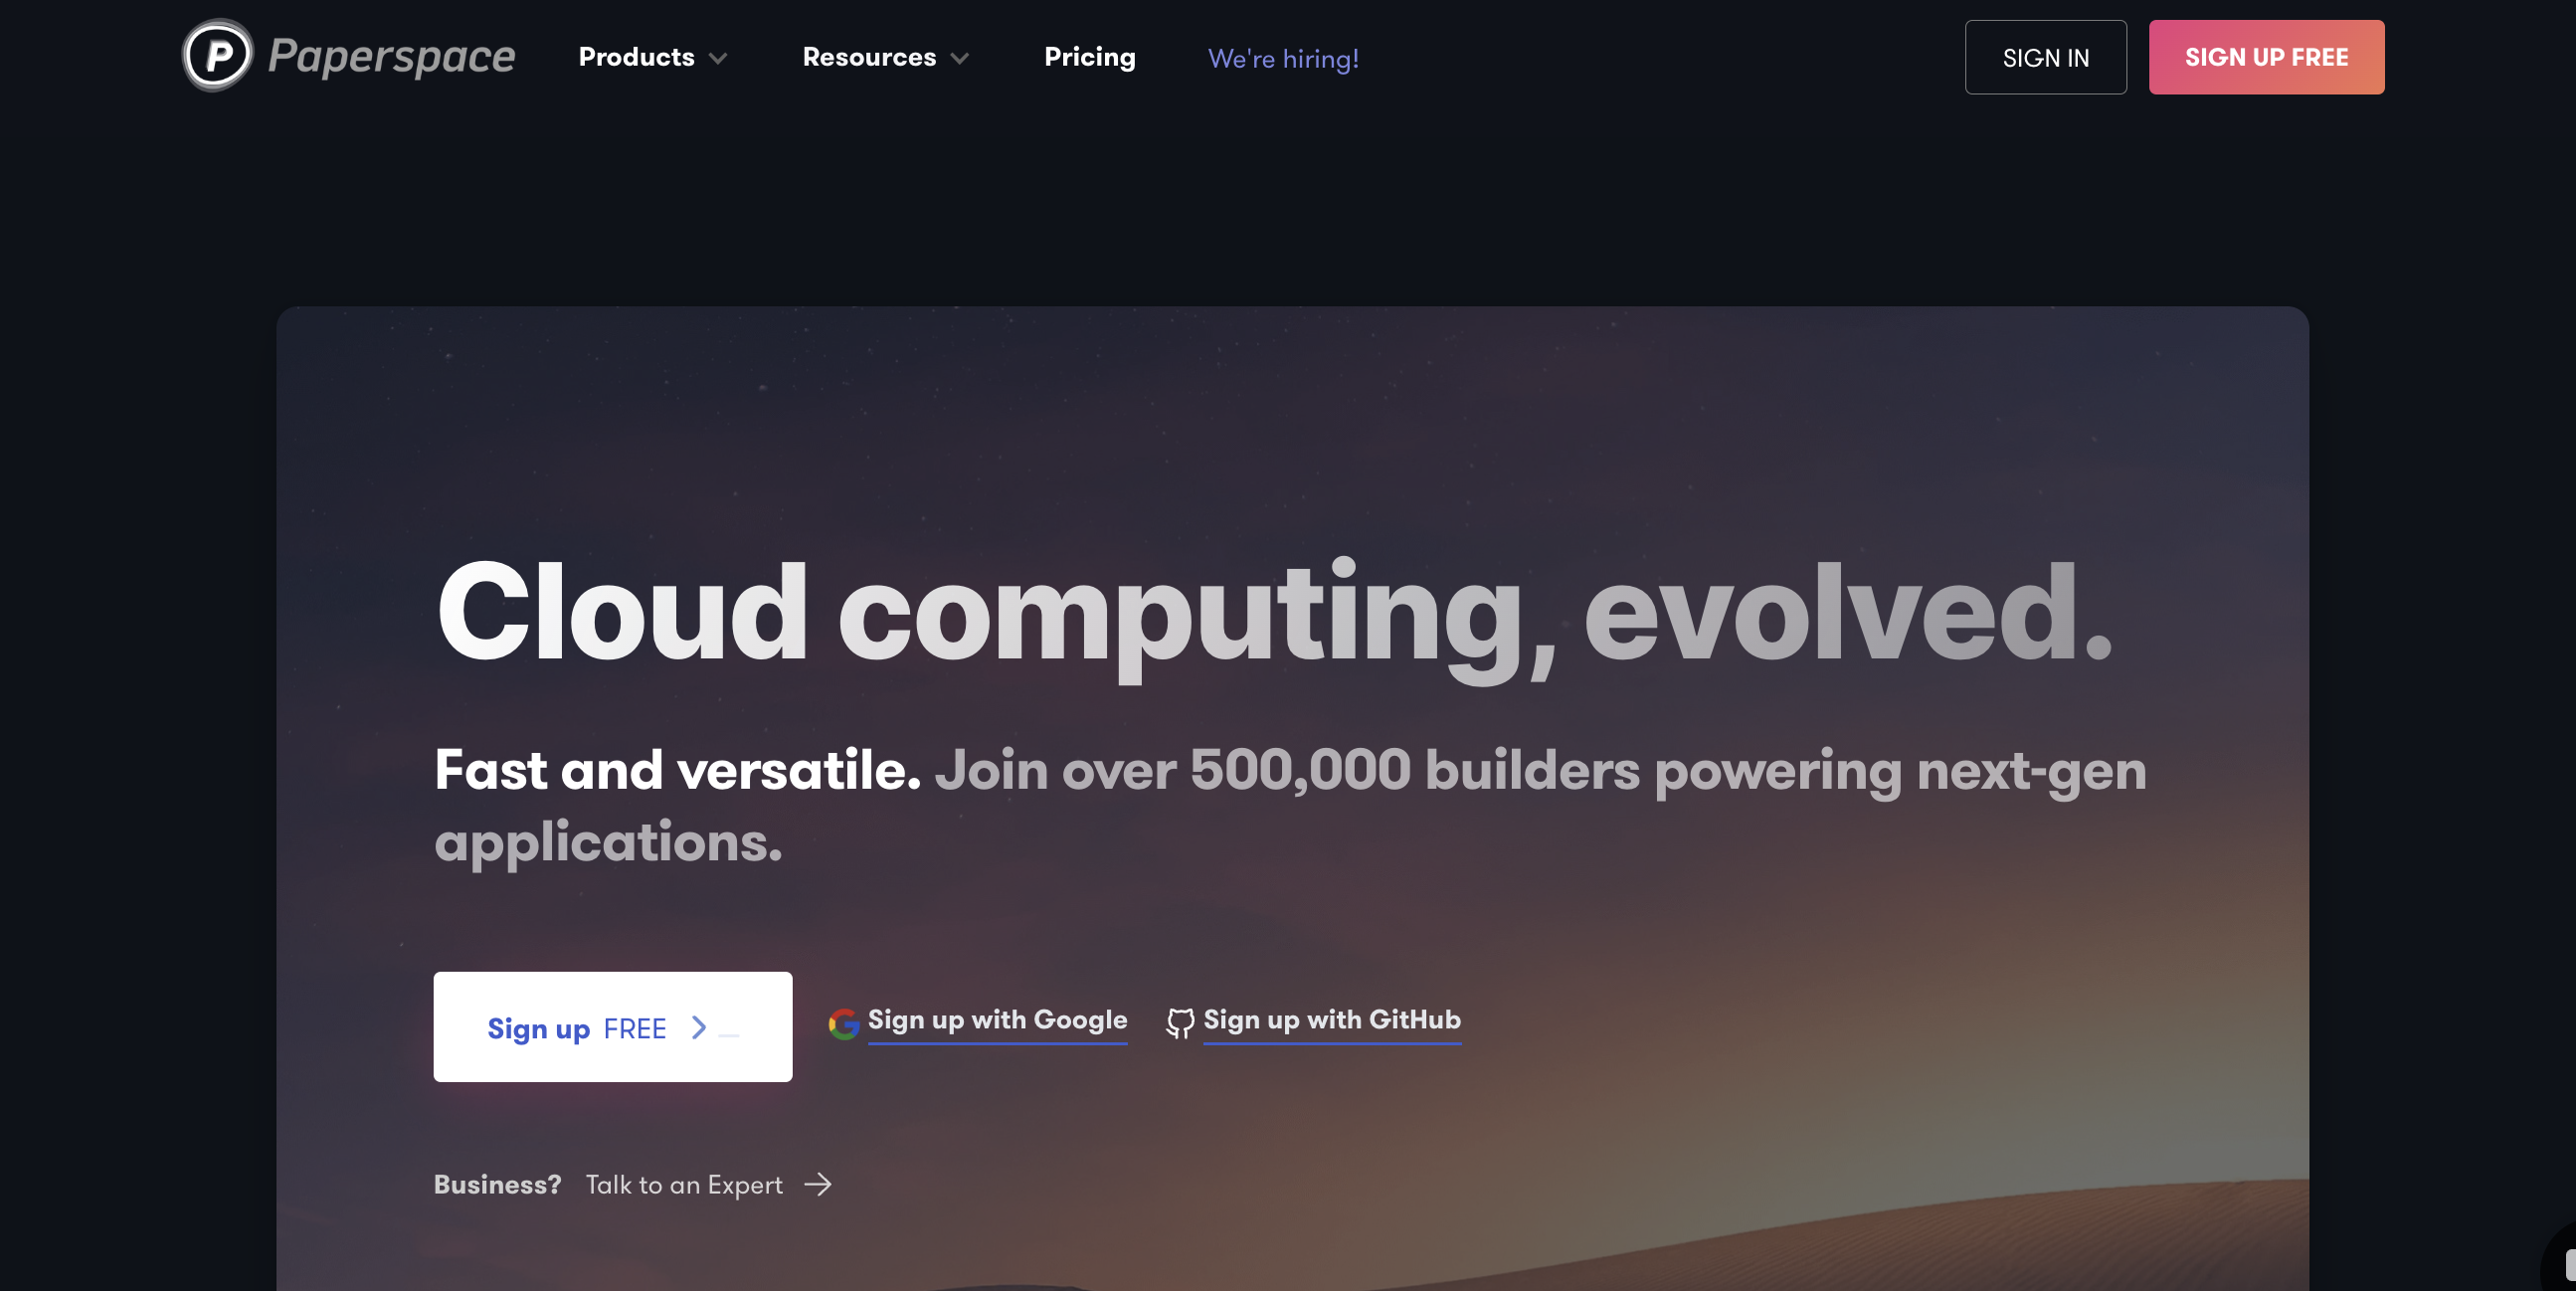 P Paperspace
Products
Resources
Pricing
We're hiring!
SIGN IN
SIGN UP FREE
Cloud computing, evolved.
Fast and versatile. Join over 500,000 builders powering next-gen
applications.
Sign up FREE
Sign up with Google
Sign up with GitHub
Business? Talk to an Expert